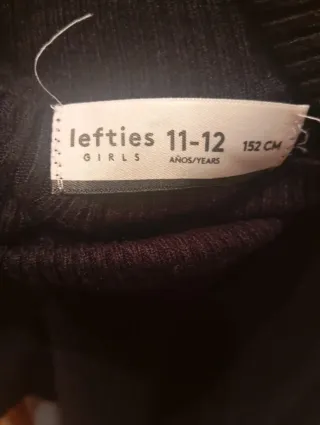 lefties 11-12 152 CM
GIRLS AÑOS/YEARS